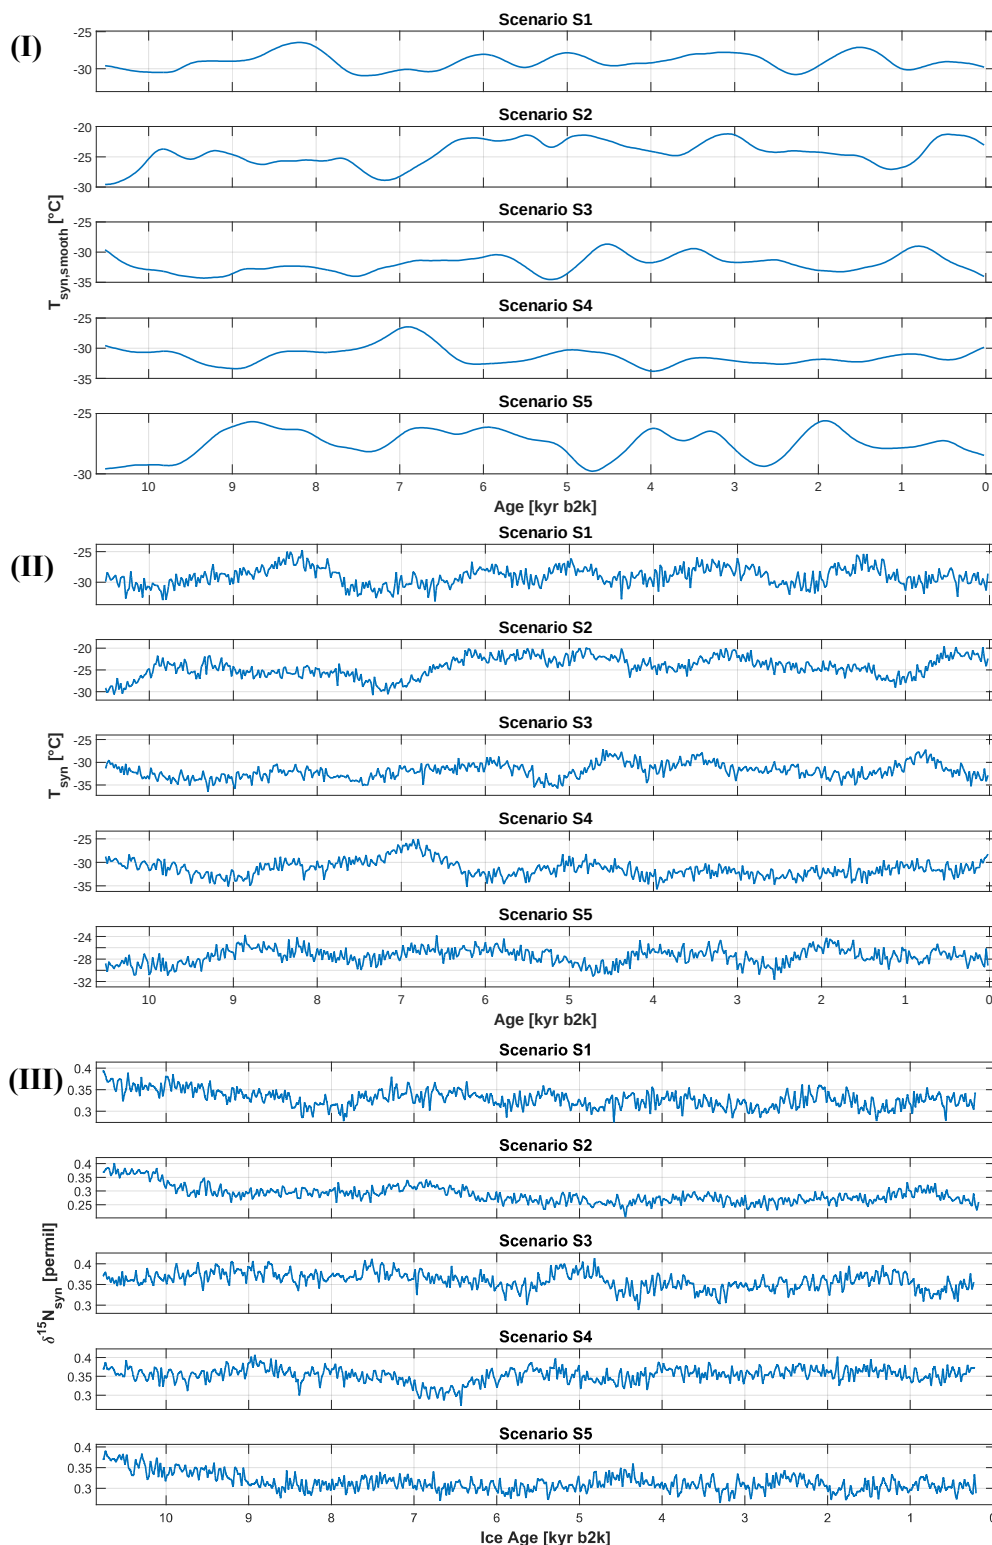 (I)
Scenario S1
-25
-30
Scenario S2
-20
-25
-30
Scenario S3
-25
-30
-35
Scenario S4
-25
-30
-35
Scenario S5
-25
-30
T_syn,smooth [°C]
10 9 8 7 6 5 4 3 2 1 0
Age [kyr b2k]
(II)
Scenario S1
-25
-30
Scenario S2
-20
-25
-30
Scenario S3
-25
-30
-35
Scenario S4
-25
-30
-35
Scenario S5
-24
-28
-32
T_syn [°C]
10 9 8 7 6 5 4 3 2 1 0
Age [kyr b2k]
(III)
Scenario S1
0.4
0.35
0.3
Scenario S2
0.4
0.35
0.3
0.25
Scenario S3
0.4
0.35
0.3
Scenario S4
0.4
0.35
0.3
Scenario S5
0.4
0.35
0.3
δ¹⁵N_syn [permil]
10 9 8 7 6 5 4 3 2 1 0
Ice Age [kyr b2k]